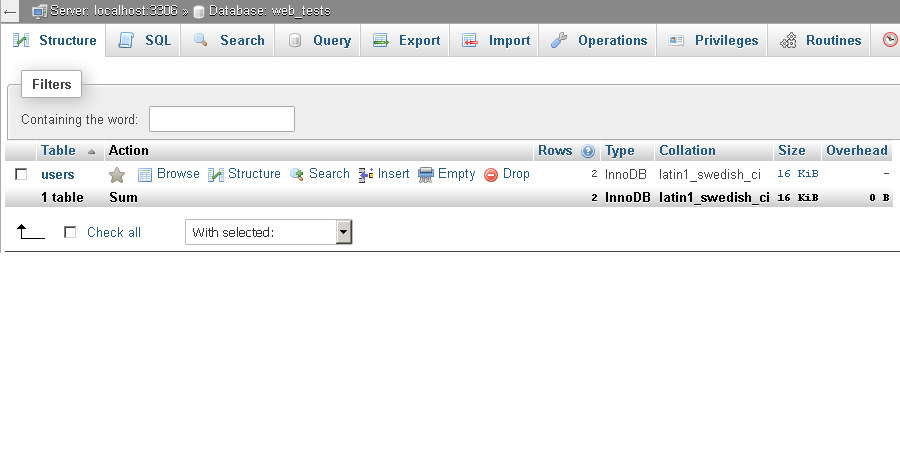 Server: localhost:3306 » Database: web_tests
Structure SQL Search Query Export Import Operations Privileges Routines
Filters
Containing the word:
Table Action Rows Type Collation Size Overhead
users Browse Structure Search Insert Empty Drop 2 InnoDB latin1_swedish_ci 16 KiB -
1 table Sum 2 InnoDB latin1_swedish_ci 16 KiB 0 B
Check all With selected: